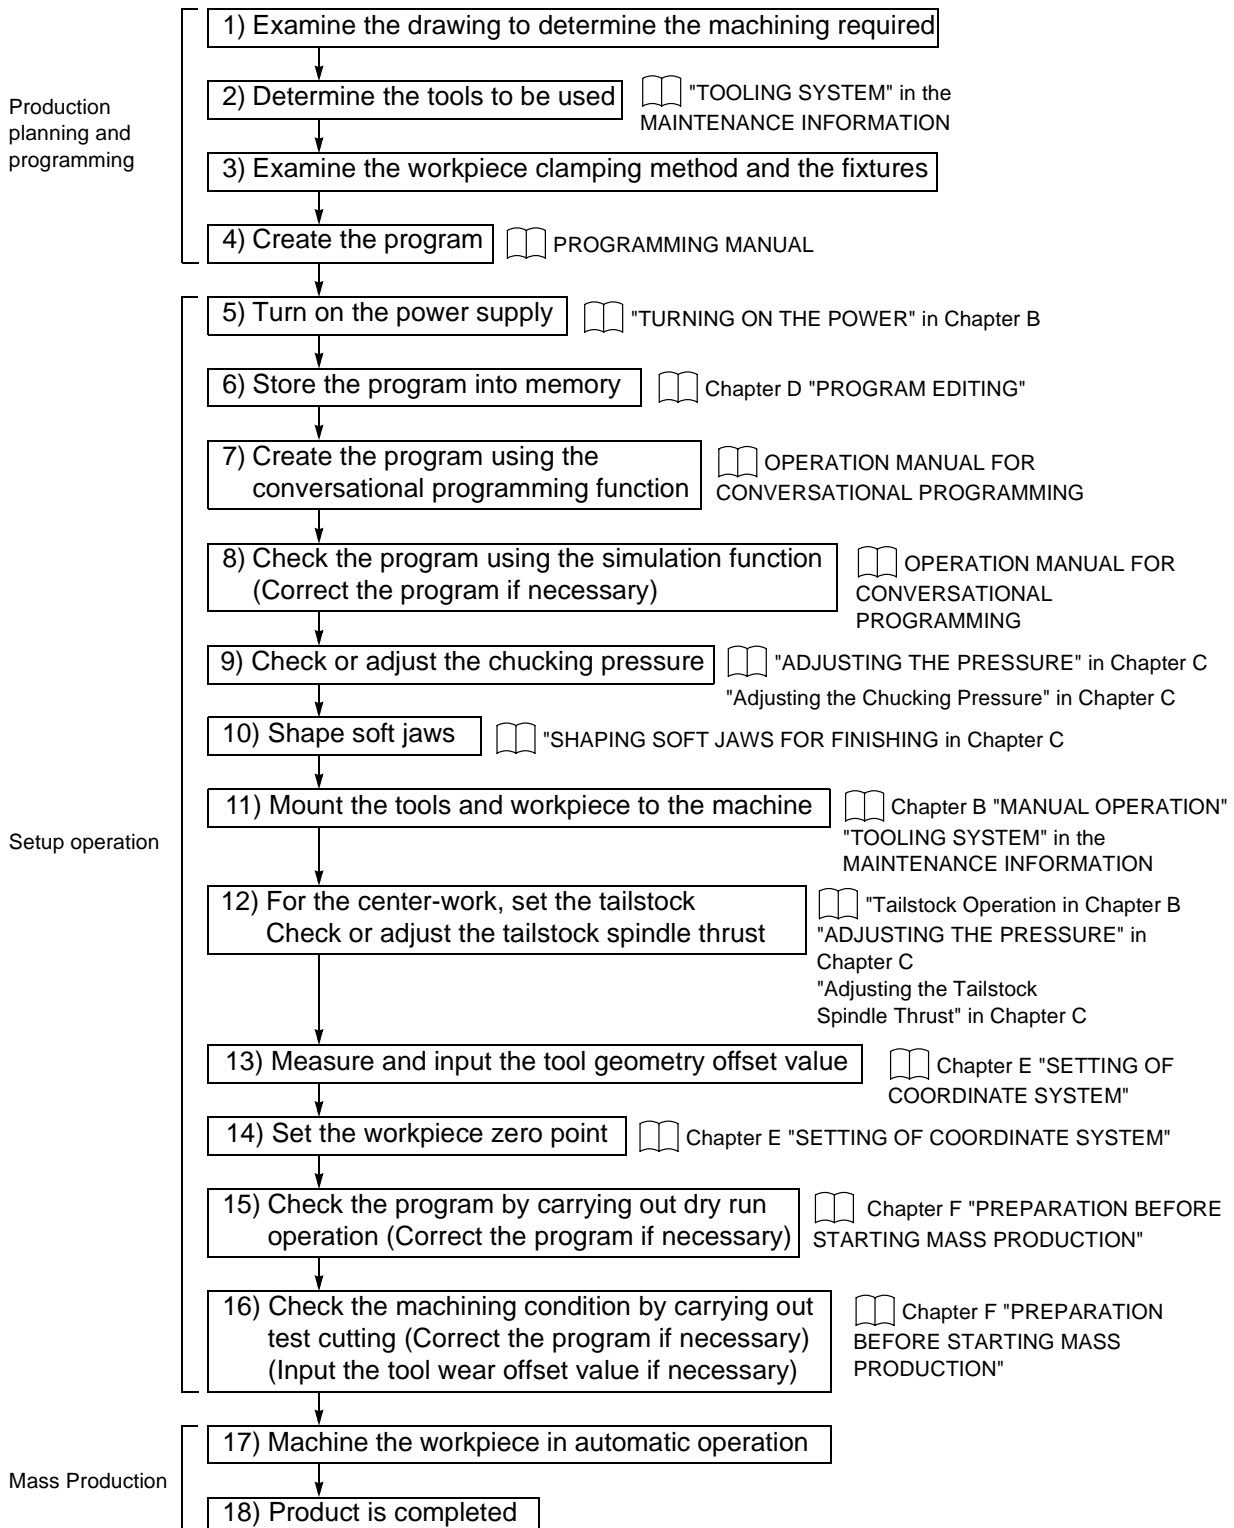 1) Examine the drawing to determine the machining required
Production
planning and
programming
2) Determine the tools to be used
"TOOLING SYSTEM" in the
MAINTENANCE INFORMATION
3) Examine the workpiece clamping method and the fixtures
4) Create the program
PROGRAMMING MANUAL
5) Turn on the power supply
"TURNING ON THE POWER" in Chapter B
6) Store the program into memory
Chapter D "PROGRAM EDITING"
7) Create the program using the
conversational programming function
OPERATION MANUAL FOR
CONVERSATIONAL PROGRAMMING
8) Check the program using the simulation function
(Correct the program if necessary)
OPERATION MANUAL FOR
CONVERSATIONAL
PROGRAMMING
9) Check or adjust the chucking pressure
"ADJUSTING THE PRESSURE" in Chapter C
"Adjusting the Chucking Pressure" in Chapter C
10) Shape soft jaws
"SHAPING SOFT JAWS FOR FINISHING in Chapter C
Setup operation
11) Mount the tools and workpiece to the machine
Chapter B "MANUAL OPERATION"
"TOOLING SYSTEM" in the
MAINTENANCE INFORMATION
12) For the center-work, set the tailstock
Check or adjust the tailstock spindle thrust
"Tailstock Operation in Chapter B
"ADJUSTING THE PRESSURE" in
Chapter C
"Adjusting the Tailstock
Spindle Thrust" in Chapter C
13) Measure and input the tool geometry offset value
Chapter E "SETTING OF
COORDINATE SYSTEM"
14) Set the workpiece zero point
Chapter E "SETTING OF COORDINATE SYSTEM"
15) Check the program by carrying out dry run
operation (Correct the program if necessary)
Chapter F "PREPARATION BEFORE
STARTING MASS PRODUCTION"
16) Check the machining condition by carrying out
test cutting (Correct the program if necessary)
(Input the tool wear offset value if necessary)
Chapter F "PREPARATION
BEFORE STARTING MASS
PRODUCTION"
Mass Production
17) Machine the workpiece in automatic operation
18) Product is completed